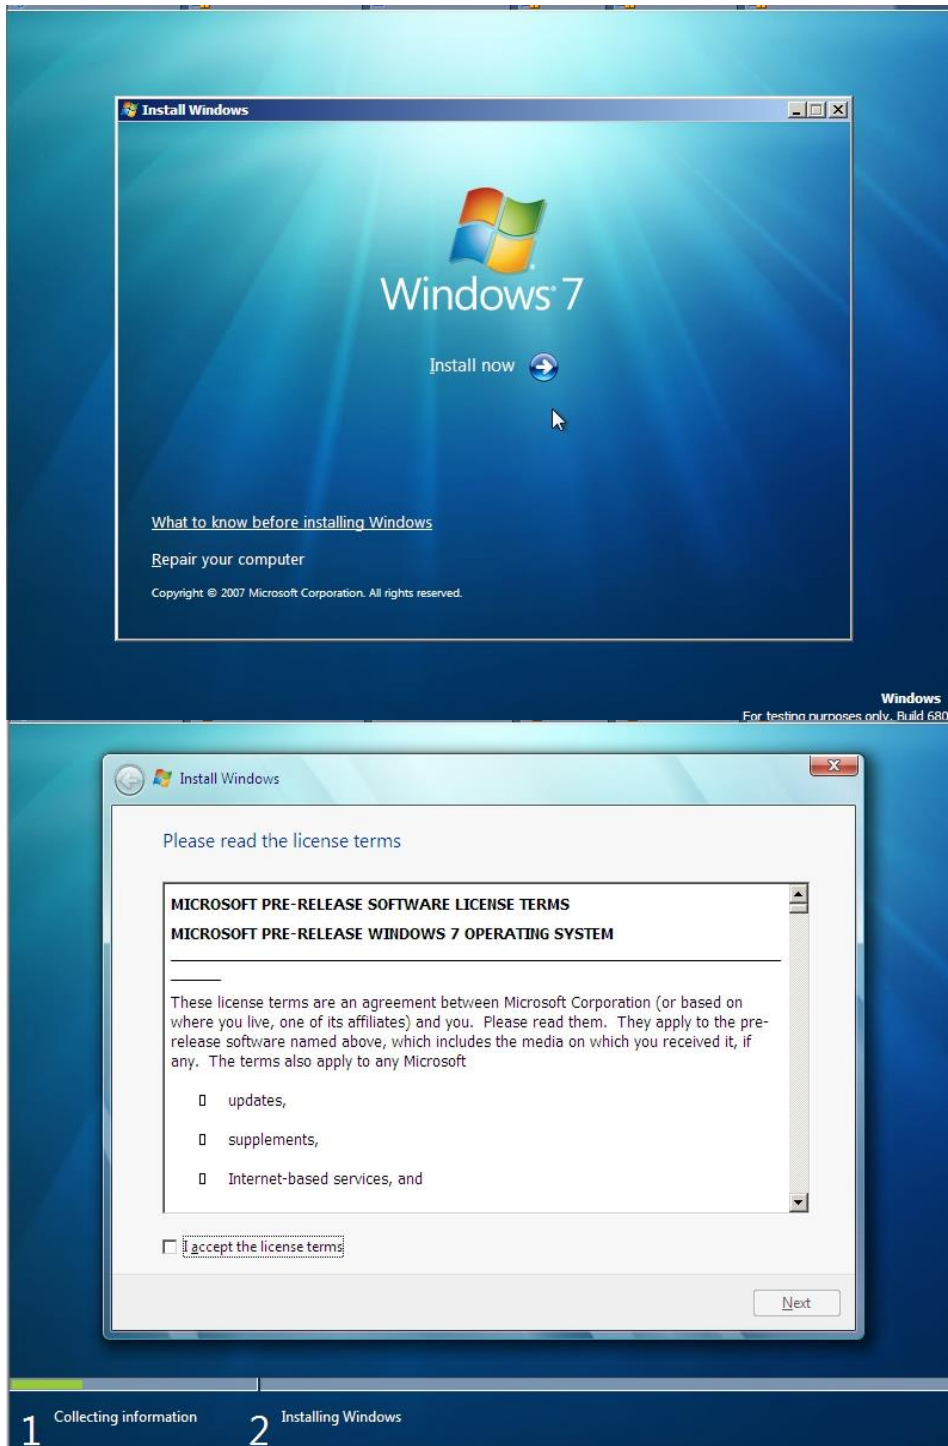 Install Windows
Windows® 7
Install now
What to know before installing Windows
Repair your computer
Copyright © 2007 Microsoft Corporation. All rights reserved.
Windows
For testing purposes only. Build 680
Install Windows
Please read the license terms
MICROSOFT PRE-RELEASE SOFTWARE LICENSE TERMS
MICROSOFT PRE-RELEASE WINDOWS 7 OPERATING SYSTEM
These license terms are an agreement between Microsoft Corporation (or based on
where you live, one of its affiliates) and you.  Please read them.  They apply to the pre-
release software named above, which includes the media on which you received it, if
any.  The terms also apply to any Microsoft
updates,
supplements,
Internet-based services, and
I accept the license terms
Next
1 Collecting information 2 Installing Windows